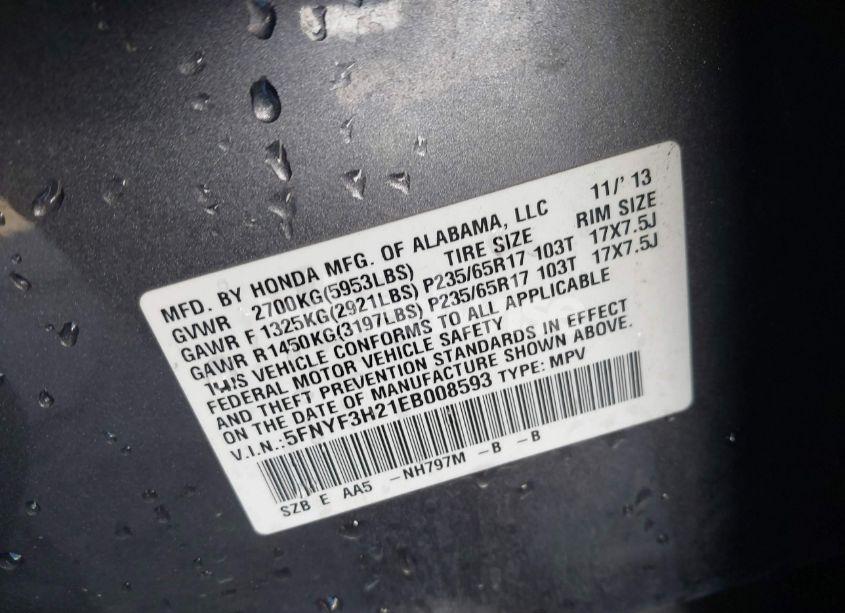 MFD. BY HONDA MFG. OF ALABAMA, LLC 11/' 13
GVWR 2700KG(5953LBS) TIRE SIZE RIM SIZE
GAWR F 1325KG(2921LBS) P235/65R17 103T 17X7.5J
GAWR R1450KG(3197LBS) P235/65R17 103T 17X7.5J
THIS VEHICLE CONFORMS TO ALL APPLICABLE
FEDERAL MOTOR VEHICLE SAFETY
AND THEFT PREVENTION STANDARDS IN EFFECT
ON THE DATE OF MANUFACTURE SHOWN ABOVE.
V.I.N.:5FNYF3H21EB008593 TYPE: MPV
SZB E AA5 -NH797M -B -B